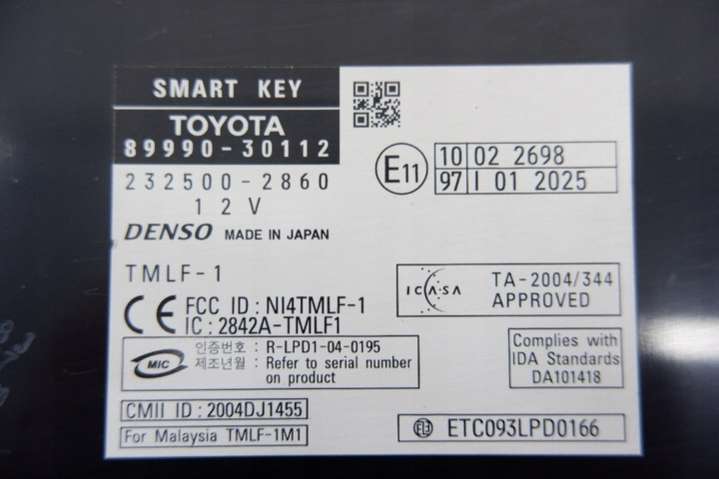 SMART KEY
TOYOTA
89990-30112
232500-2860
12V
DENSO MADE IN JAPAN
E11
10 02 2698
97 I 01 2025
TMLF-1
ICASA
TA-2004/344
APPROVED
CE
FCC ID : NI4TMLF-1
IC : 2842A-TMLF1
MIC
인증번호 : R-LPD1-04-0195
제조년월 : Refer to serial number
on product
Complies with
IDA Standards
DA101418
CMII ID : 2004DJ1455
For Malaysia TMLF-1M1
ETC093LPD0166